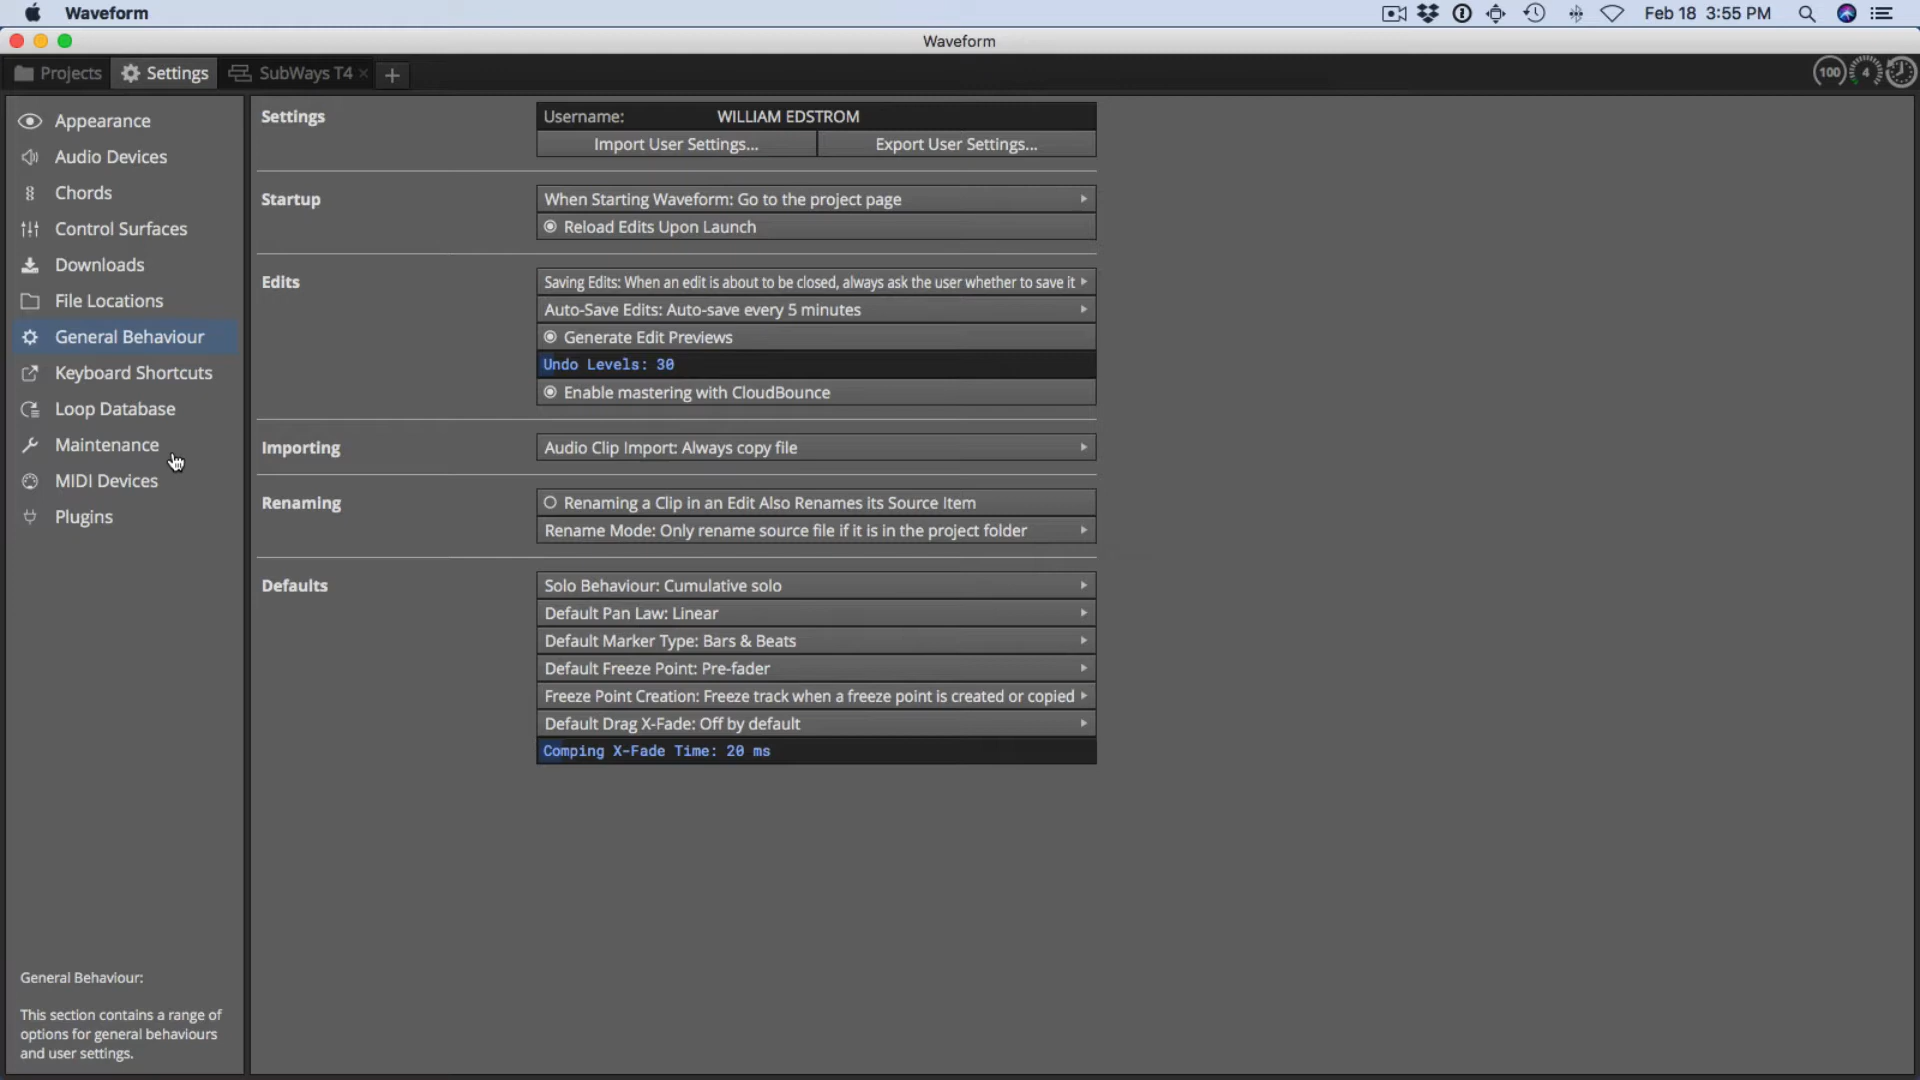 Waveform
Feb 18 3:55 PM
Waveform
Projects
Settings
SubWays T4
100
4
Appearance
Audio Devices
Chords
Control Surfaces
Downloads
File Locations
General Behaviour
Keyboard Shortcuts
Loop Database
Maintenance
MIDI Devices
Plugins
Settings
Username: WILLIAM EDSTROM
Import User Settings... Export User Settings...
Startup
When Starting Waveform: Go to the project page
Reload Edits Upon Launch
Edits
Saving Edits: When an edit is about to be closed, always ask the user whether to save it
Auto-Save Edits: Auto-save every 5 minutes
Generate Edit Previews
Undo Levels: 30
Enable mastering with CloudBounce
Importing
Audio Clip Import: Always copy file
Renaming
Renaming a Clip in an Edit Also Renames its Source Item
Rename Mode: Only rename source file if it is in the project folder
Defaults
Solo Behaviour: Cumulative solo
Default Pan Law: Linear
Default Marker Type: Bars & Beats
Default Freeze Point: Pre-fader
Freeze Point Creation: Freeze track when a freeze point is created or copied
Default Drag X-Fade: Off by default
Comping X-Fade Time: 20 ms
General Behaviour:
This section contains a range of
options for general behaviours
and user settings.